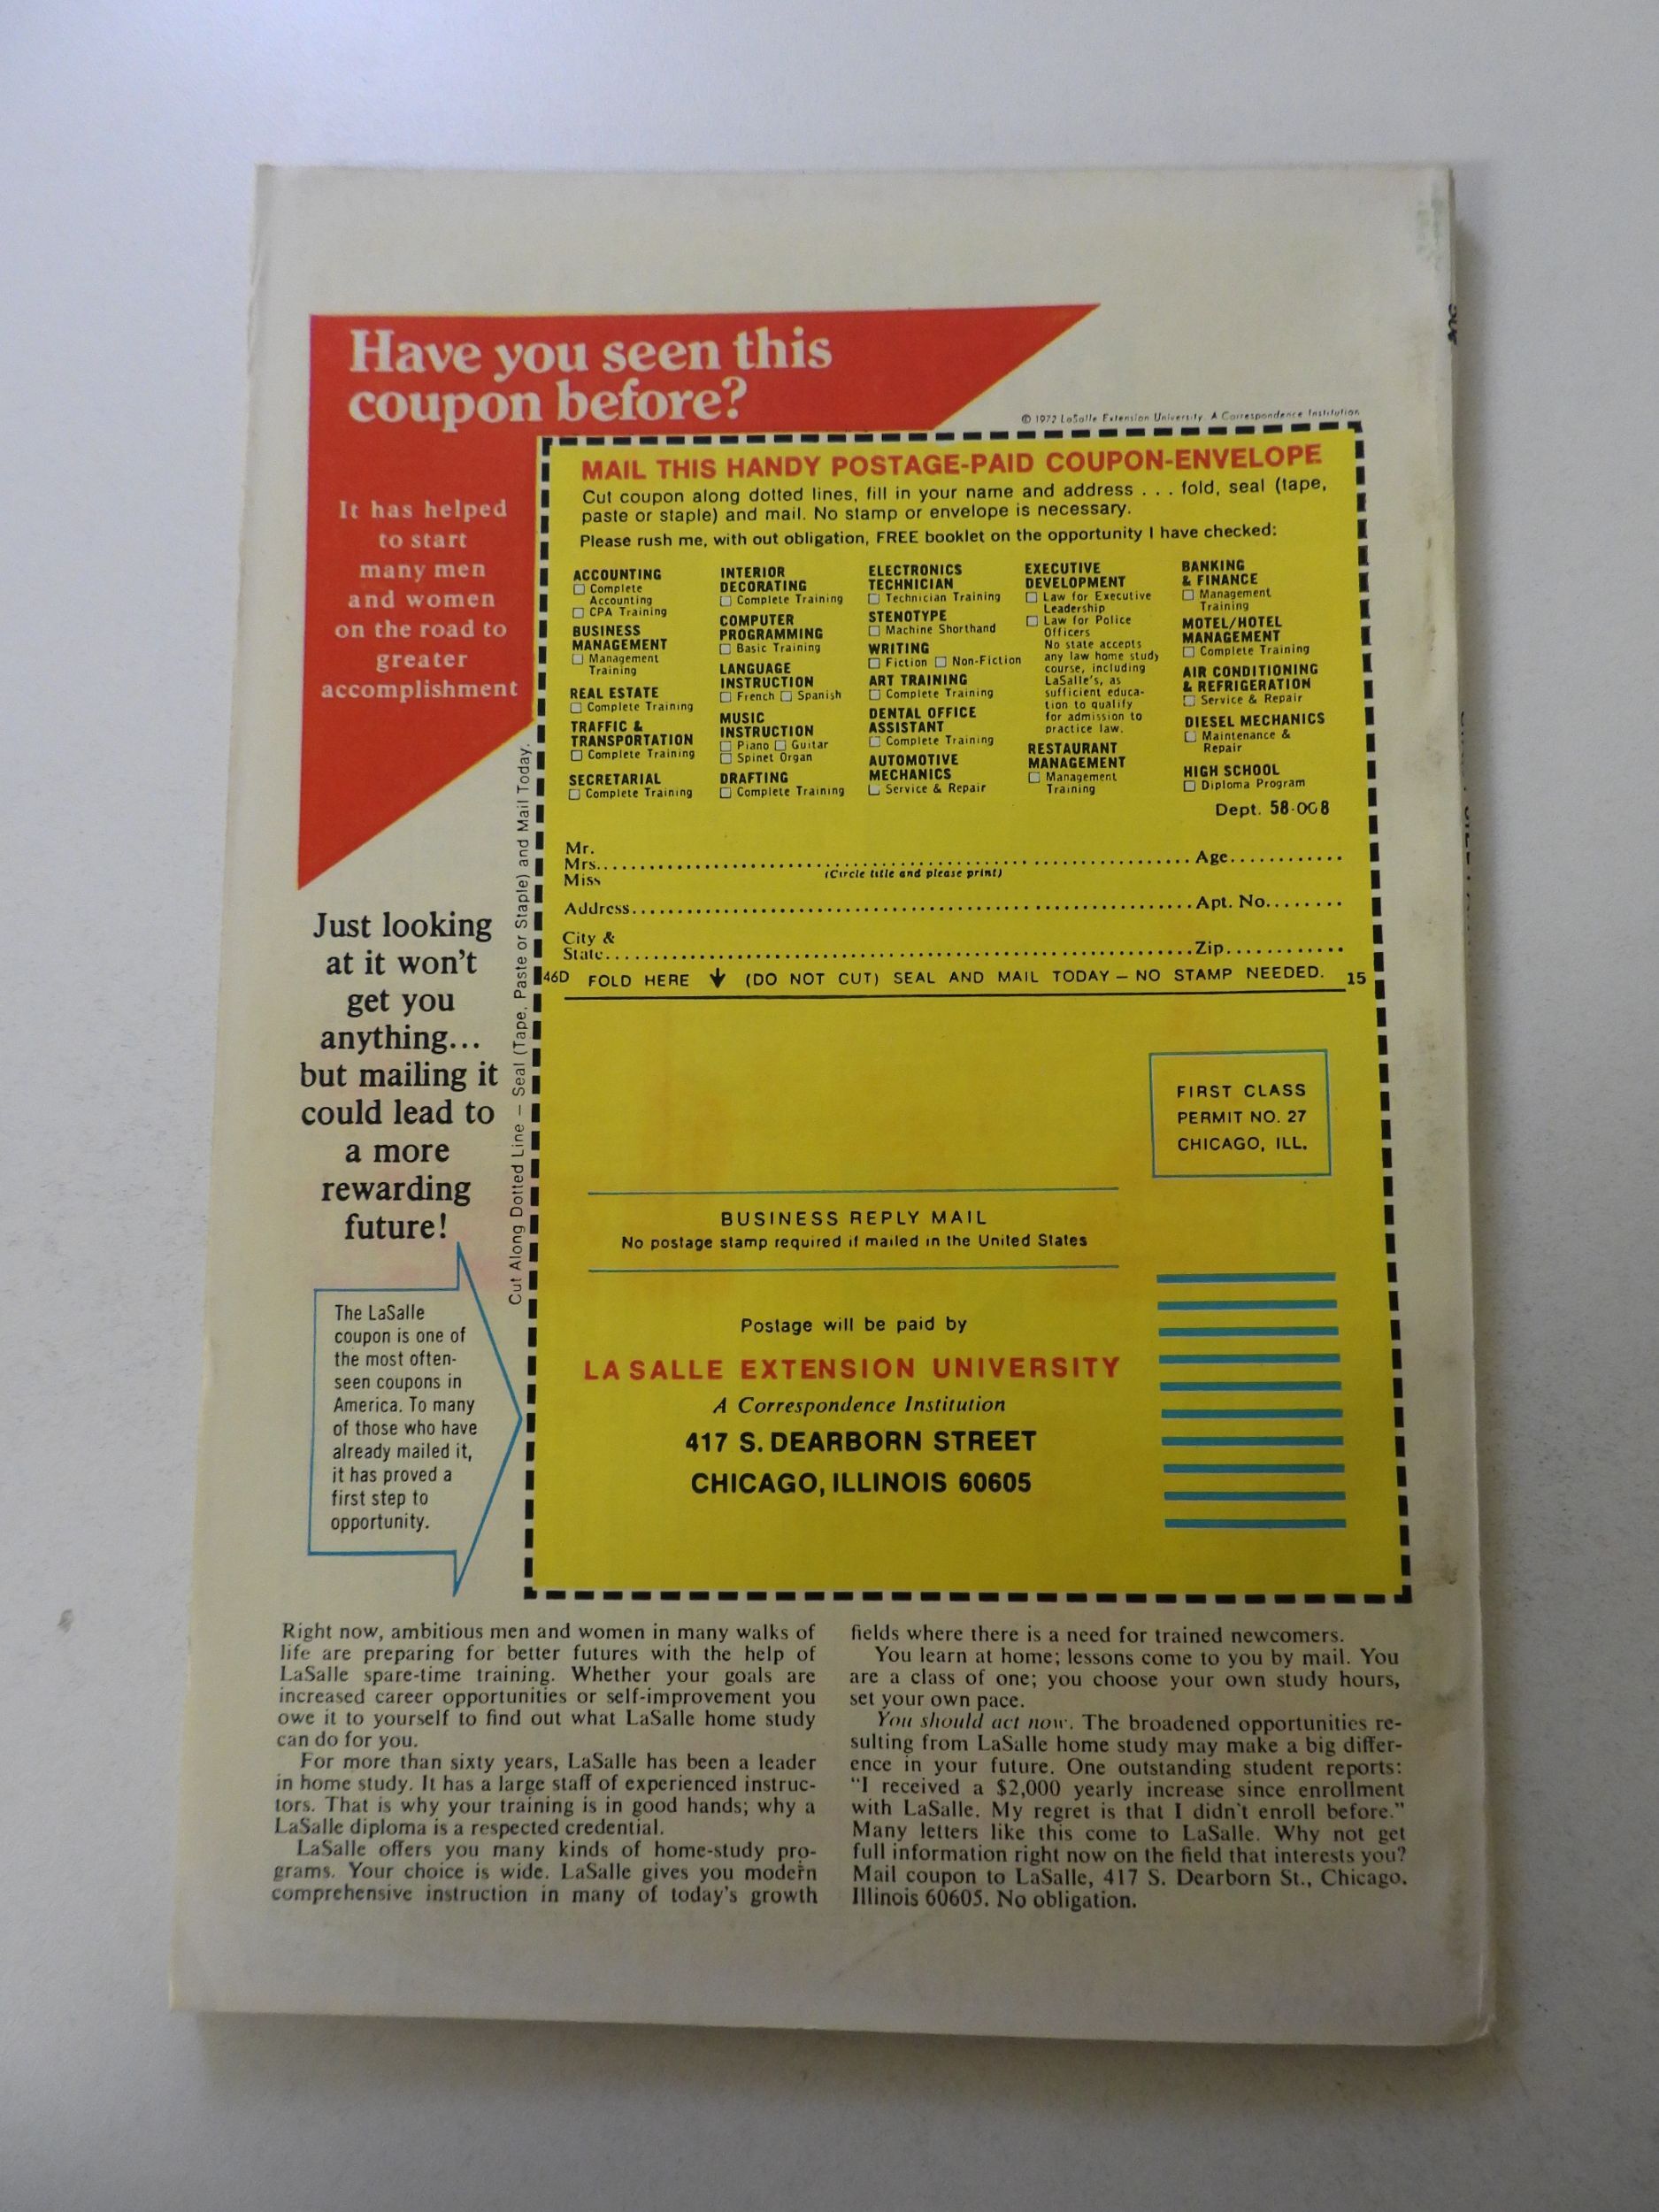 Have you seen this
coupon before?
© 1972 LaSalle Extension University, A Correspondence Institution
It has helped
to start
many men
and women
on the road to
greater
accomplishment
MAIL THIS HANDY POSTAGE-PAID COUPON-ENVELOPE
Cut coupon along dotted lines, fill in your name and address . . . fold, seal (tape,
paste or staple) and mail. No stamp or envelope is necessary.
Please rush me, with out obligation, FREE booklet on the opportunity I have checked:
ACCOUNTING
Complete
Accounting
CPA Training
BUSINESS
MANAGEMENT
Management
Training
REAL ESTATE
Complete Training
TRAFFIC &
TRANSPORTATION
Complete Training
SECRETARIAL
Complete Training
INTERIOR
DECORATING
Complete Training
COMPUTER
PROGRAMMING
Basic Training
LANGUAGE
INSTRUCTION
French Spanish
MUSIC
INSTRUCTION
Piano Guitar
Spinet Organ
DRAFTING
Complete Training
ELECTRONICS
TECHNICIAN
Technician Training
STENOTYPE
Machine Shorthand
WRITING
Fiction Non-Fiction
ART TRAINING
Complete Training
DENTAL OFFICE
ASSISTANT
Complete Training
AUTOMOTIVE
MECHANICS
Service & Repair
EXECUTIVE
DEVELOPMENT
Law for Executive
Leadership
Law for Police
Officers
No state accepts
any law home study
course, including
LaSalle's, as
sufficient educa-
tion to qualify
for admission to
practice law.
RESTAURANT
MANAGEMENT
Management
Training
BANKING
& FINANCE
Management
Training
MOTEL/HOTEL
MANAGEMENT
Complete Training
AIR CONDITIONING
& REFRIGERATION
Service & Repair
DIESEL MECHANICS
Maintenance &
Repair
HIGH SCHOOL
Diploma Program
Dept. 58-008
Mr.
Mrs. Age
Miss (Circle title and please print)
Address Apt. No.
City &
State Zip
46D FOLD HERE (DO NOT CUT) SEAL AND MAIL TODAY — NO STAMP NEEDED. 15
Cut Along Dotted Line — Seal (Tape, Paste or Staple) and Mail Today.
Just looking
at it won't
get you
anything...
but mailing it
could lead to
a more
rewarding
future!
The LaSalle
coupon is one of
the most often-
seen coupons in
America. To many
of those who have
already mailed it,
it has proved a
first step to
opportunity.
FIRST CLASS
PERMIT NO. 27
CHICAGO, ILL.
BUSINESS REPLY MAIL
No postage stamp required if mailed in the United States
Postage will be paid by
LA SALLE EXTENSION UNIVERSITY
A Correspondence Institution
417 S. DEARBORN STREET
CHICAGO, ILLINOIS 60605
Right now, ambitious men and women in many walks of
life are preparing for better futures with the help of
LaSalle spare-time training. Whether your goals are
increased career opportunities or self-improvement you
owe it to yourself to find out what LaSalle home study
can do for you.
For more than sixty years, LaSalle has been a leader
in home study. It has a large staff of experienced instruc-
tors. That is why your training is in good hands; why a
LaSalle diploma is a respected credential.
LaSalle offers you many kinds of home-study pro-
grams. Your choice is wide. LaSalle gives you modern
comprehensive instruction in many of today's growth
fields where there is a need for trained newcomers.
You learn at home; lessons come to you by mail. You
are a class of one; you choose your own study hours,
set your own pace.
You should act now. The broadened opportunities re-
sulting from LaSalle home study may make a big differ-
ence in your future. One outstanding student reports:
"I received a $2,000 yearly increase since enrollment
with LaSalle. My regret is that I didn't enroll before."
Many letters like this come to LaSalle. Why not get
full information right now on the field that interests you?
Mail coupon to LaSalle, 417 S. Dearborn St., Chicago.
Illinois 60605. No obligation.